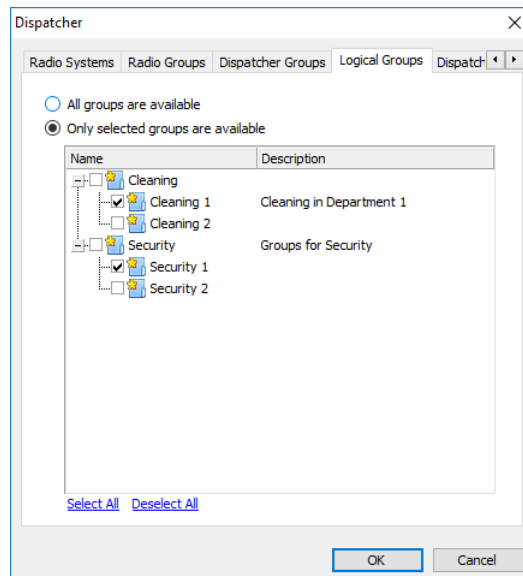 Dispatcher
Radio Systems Radio Groups Dispatcher Groups Logical Groups Dispatch
All groups are available
Only selected groups are available
Name Description
Cleaning
Cleaning 1 Cleaning in Department 1
Cleaning 2
Security Groups for Security
Security 1
Security 2
Select All Deselect All
OK Cancel